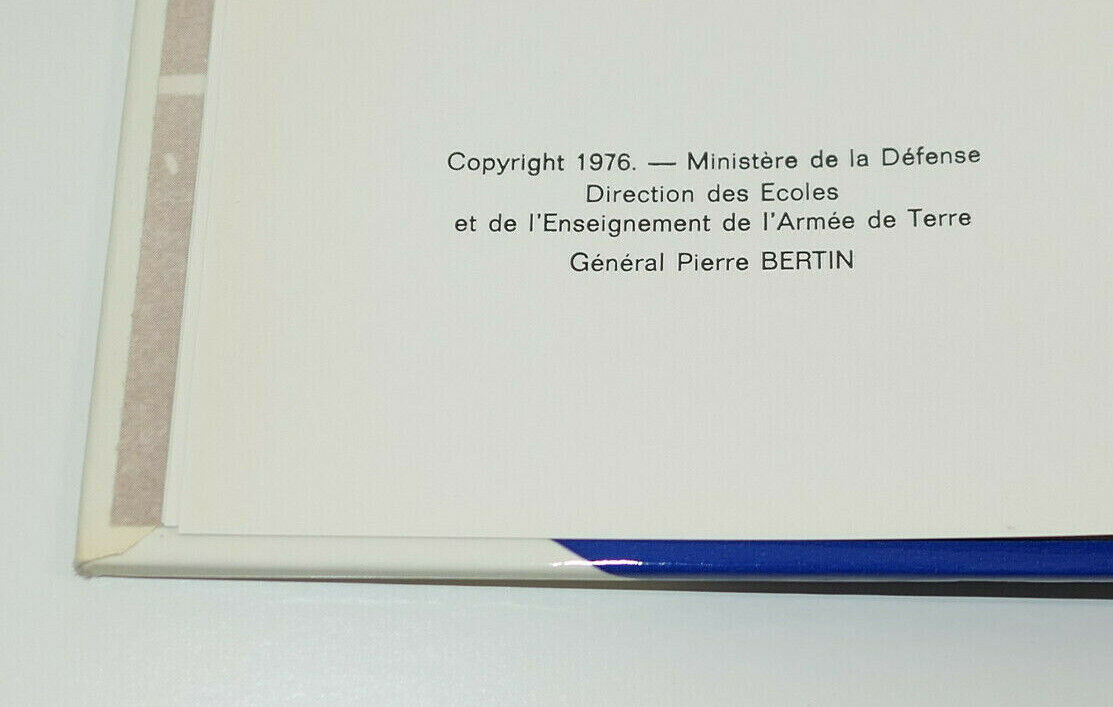 Copyright 1976. — Ministère de la Défense
Direction des Ecoles
et de l'Enseignement de l'Armée de Terre
Général Pierre BERTIN